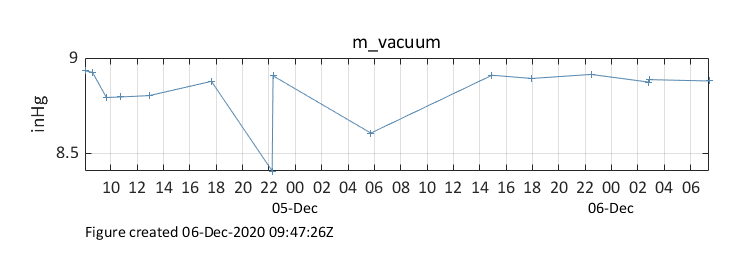 m_vacuum
9
inHg
8.5
10 12 14 16 18 20 22 00 02 04 06 08 10 12 14 16 18 20 22 00 02 04 06
05-Dec 06-Dec
Figure created 06-Dec-2020 09:47:26Z